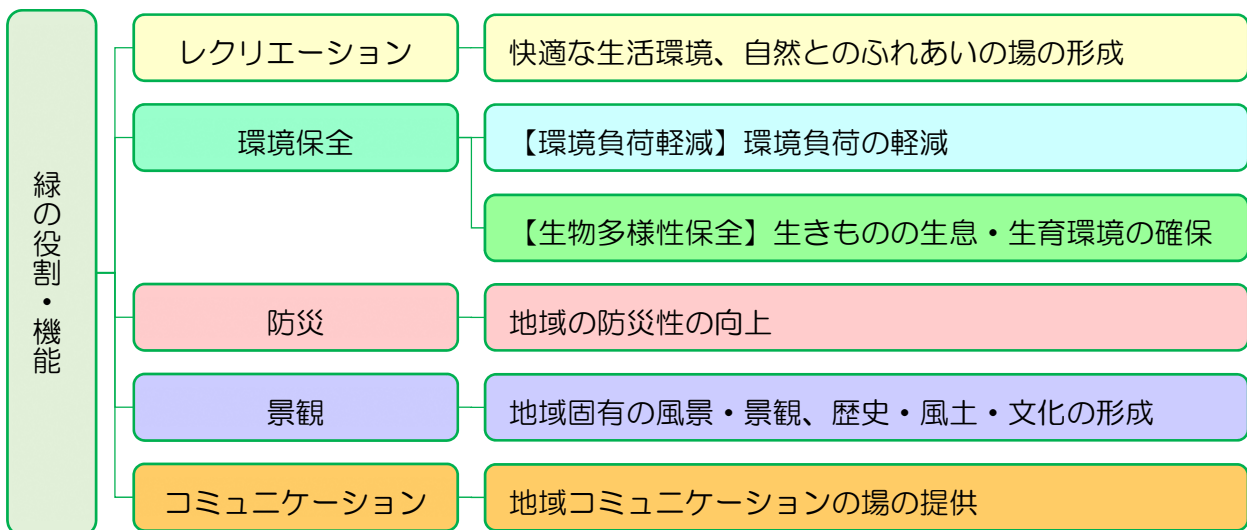 緑の役割・機能
レクリエーション
快適な生活環境、自然とのふれあいの場の形成
環境保全
【環境負荷軽減】環境負荷の軽減
【生物多様性保全】生きものの生息・生育環境の確保
防災
地域の防災性の向上
景観
地域固有の風景・景観、歴史・風土・文化の形成
コミュニケーション
地域コミュニケーションの場の提供